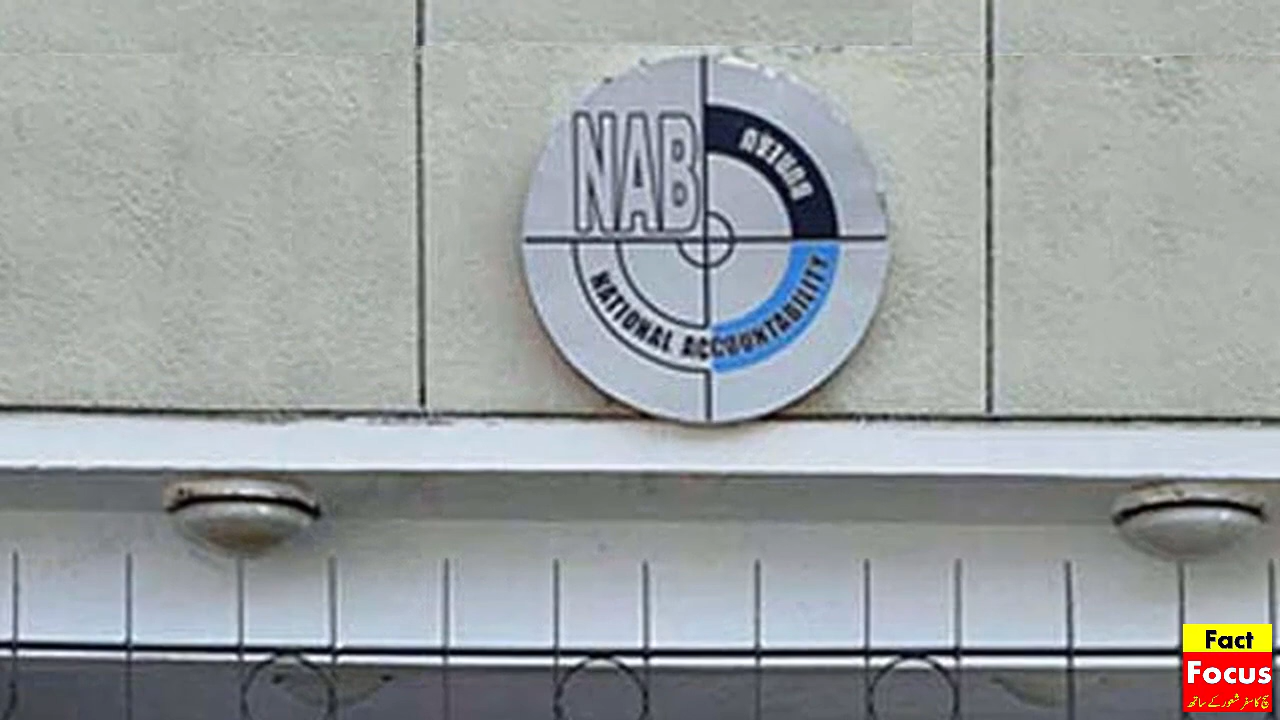 NAB
NATIONAL ACCOUNTABILITY
BUREAU
Fact
Focus
سچ کا سفر شعور کے ساتھ